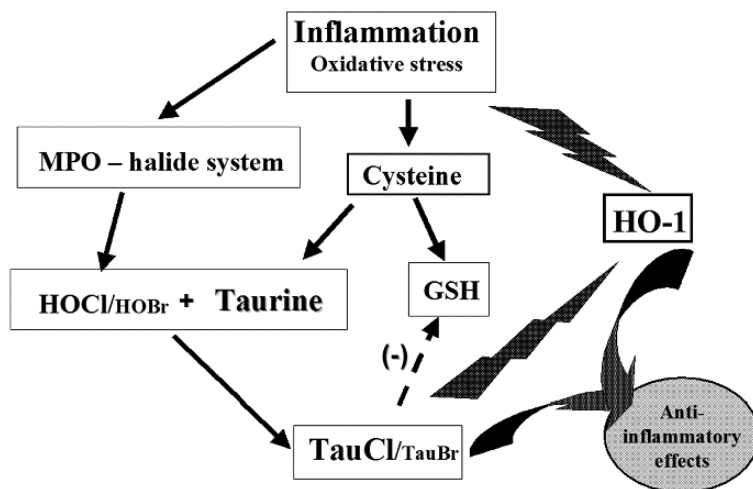 Inflammation
Oxidative stress
MPO – halide system
Cysteine
HO-1
HOCl/HOBr + Taurine
GSH
(-)
TauCl/TauBr
Anti-
inflammatory
effects